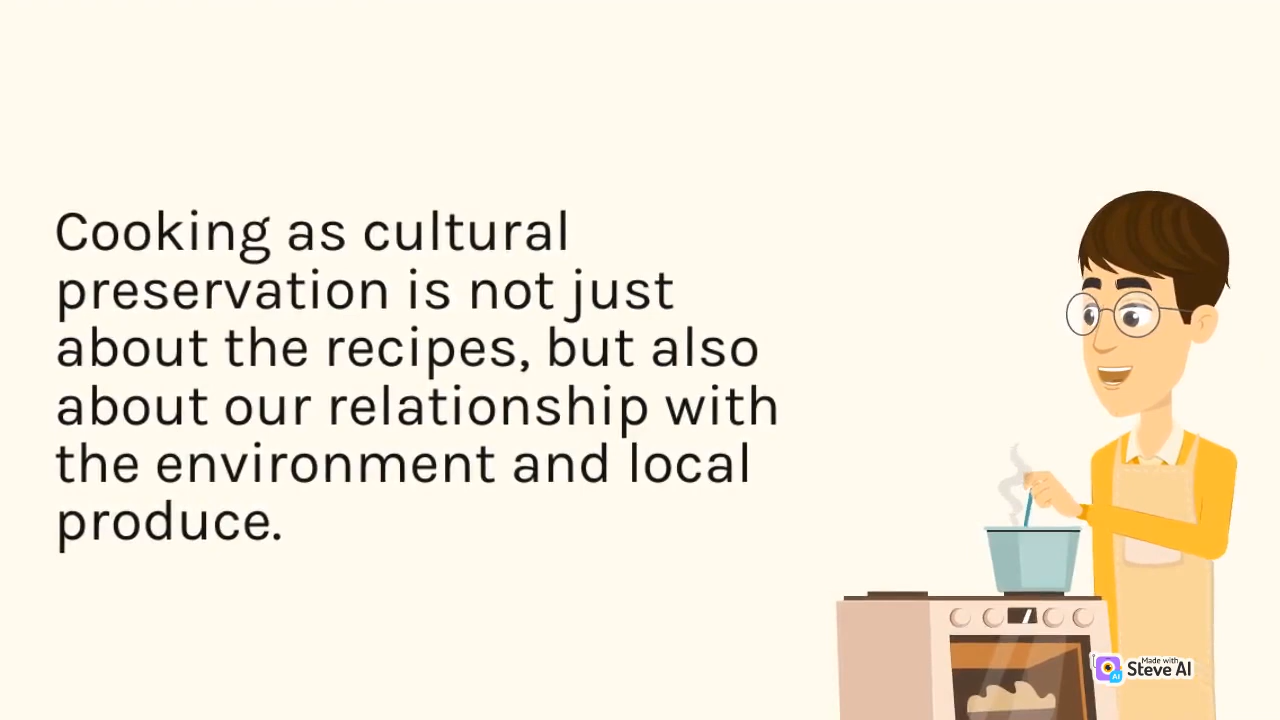 Cooking as cultural
preservation is not just
about the recipes, but also
about our relationship with
the environment and local
produce.
Made with
Steve AI